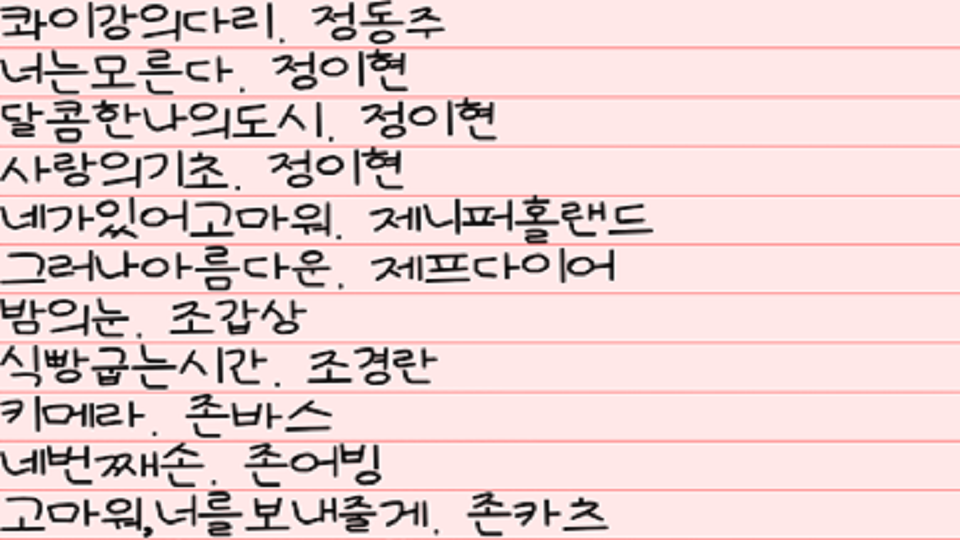 콰이강의다리. 정동주
너는모른다. 정이현
달콤한나의도시. 정이현
사랑의기초. 정이현
네가있어고마워. 제니퍼홀랜드
그러나아름다운. 제프다이어
밤의눈. 조갑상
식빵굽는시간. 조경란
키메라. 존바스
네번째손. 존어빙
고마워,너를보내줄게. 존카츠